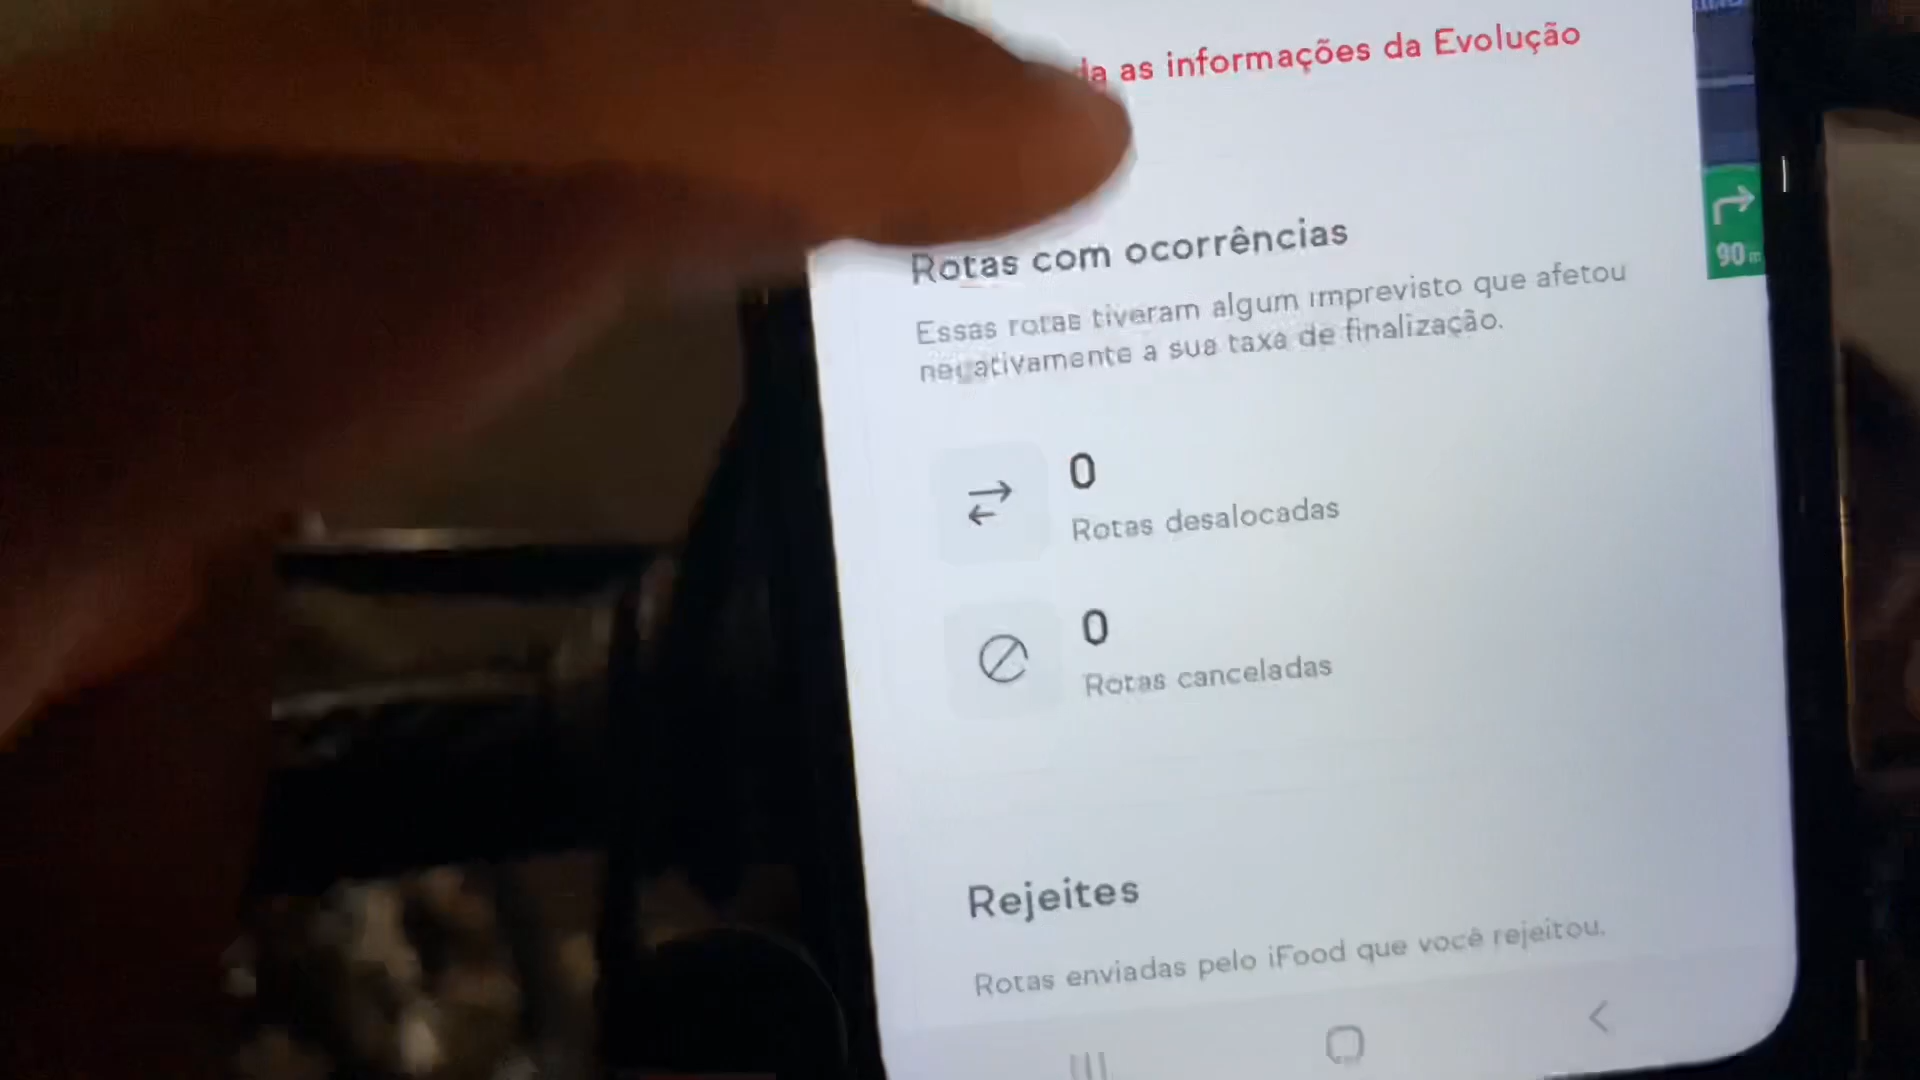 as informações da Evolução
Rotas com ocorrências
Essas rotas tiveram algum imprevisto que afetou
negativamente a sua taxa de finalização.
0
Rotas desalocadas
0
Rotas canceladas
Rejeites
Rotas enviadas pelo iFood que você rejeitou.
90 m